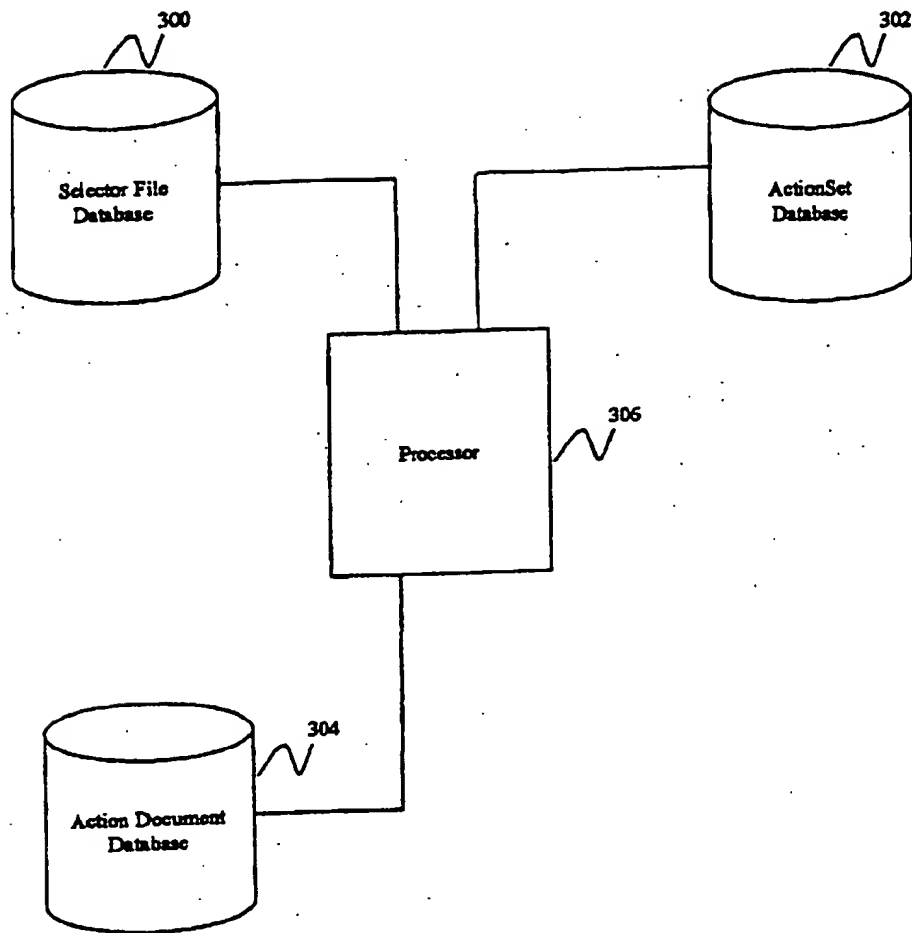 300
302
Selector File
Database
ActionSet
Database
306
Processor
304
Action Document
Database